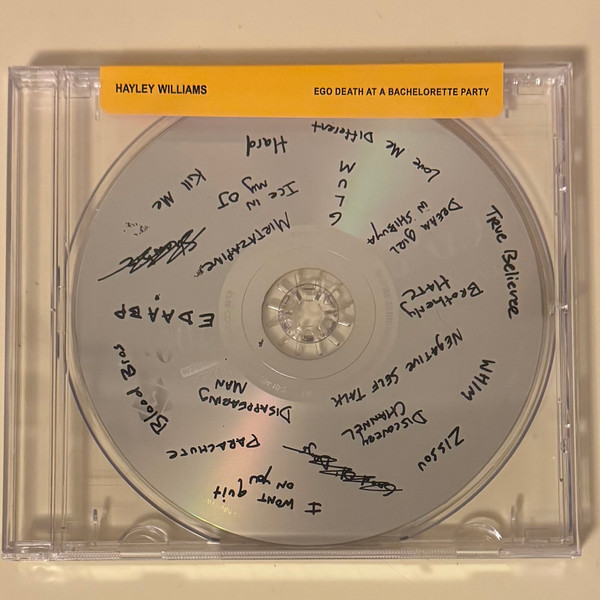 HAYLEY WILLIAMS
EGO DEATH AT A BACHELORETTE PARTY
Love Me Different
Hard
Kill Me
Ice in my OJ
MULG
DREAM GIRL
IN SHIBUYA
TRUE Believer
MIRTAZAPINE
Brotherly
HATE
EDAABP
NEGATIVE SELF TALK
WHIM
Blood Bros
DISAPPEARING
MAN
DISCOVERY
CHANNEL
ZISSOU
PARACHUTE
I WONT quit
ON YOU